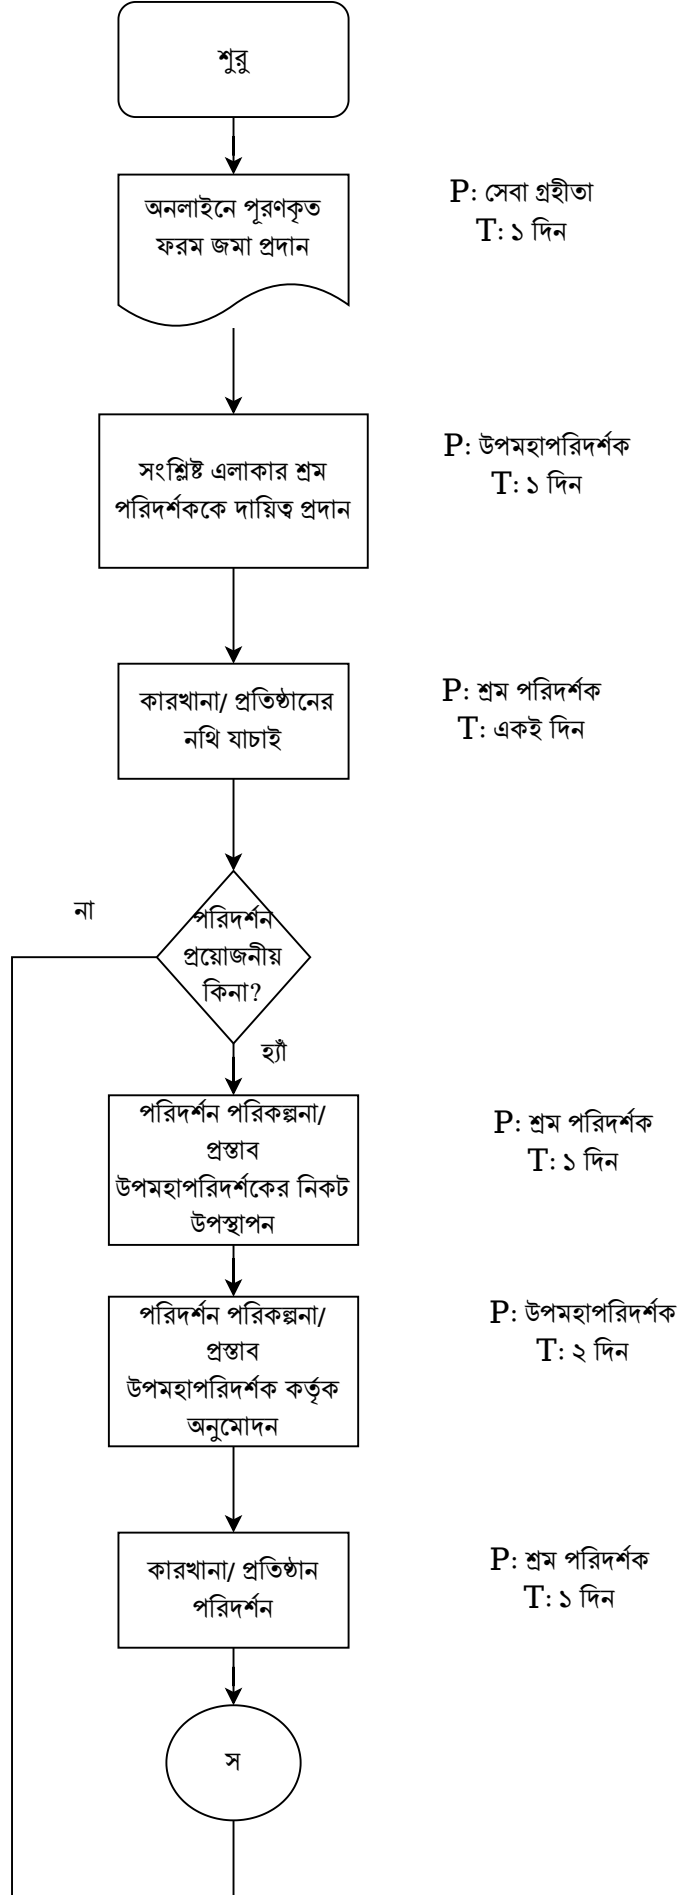 শুরু
অনলাইনে পূরণকৃত
ফরম জমা প্রদান
P: সেবা গ্রহীতা
T: ১ দিন
সংশ্লিষ্ট এলাকার শ্রম
পরিদর্শককে দায়িত্ব প্রদান
P: উপমহাপরিদর্শক
T: ১ দিন
কারখানা/ প্রতিষ্ঠানের
নথি যাচাই
P: শ্রম পরিদর্শক
T: একই দিন
না
পরিদর্শন
প্রয়োজনীয়
কিনা?
হ্যাঁ
পরিদর্শন পরিকল্পনা/
প্রস্তাব
উপমহাপরিদর্শকের নিকট
উপস্থাপন
P: শ্রম পরিদর্শক
T: ১ দিন
পরিদর্শন পরিকল্পনা/
প্রস্তাব
উপমহাপরিদর্শক কর্তৃক
অনুমোদন
P: উপমহাপরিদর্শক
T: ২ দিন
কারখানা/ প্রতিষ্ঠান
পরিদর্শন
P: শ্রম পরিদর্শক
T: ১ দিন
স